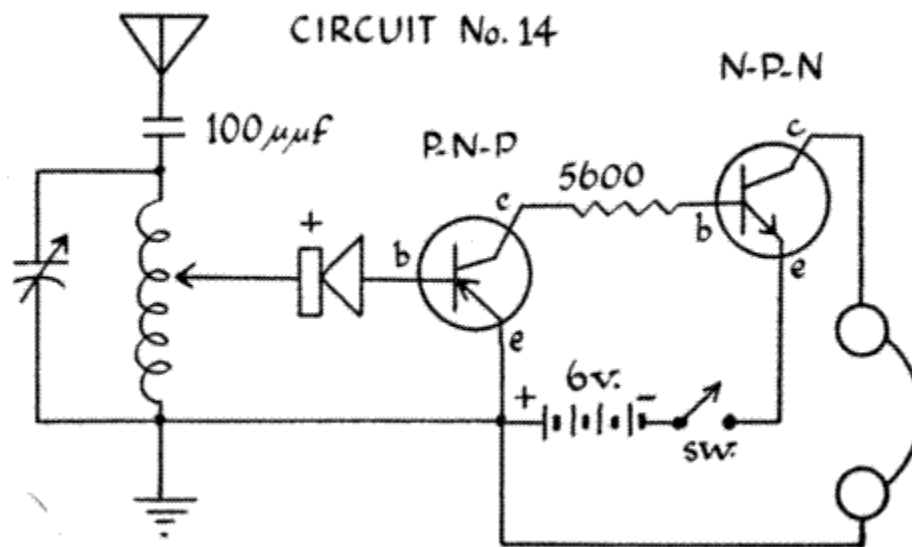 CIRCUIT No. 14
N-P-N
100μμf
P-N-P
c
5600
c
+
b
b
e
e
+
6v.
-
sw.